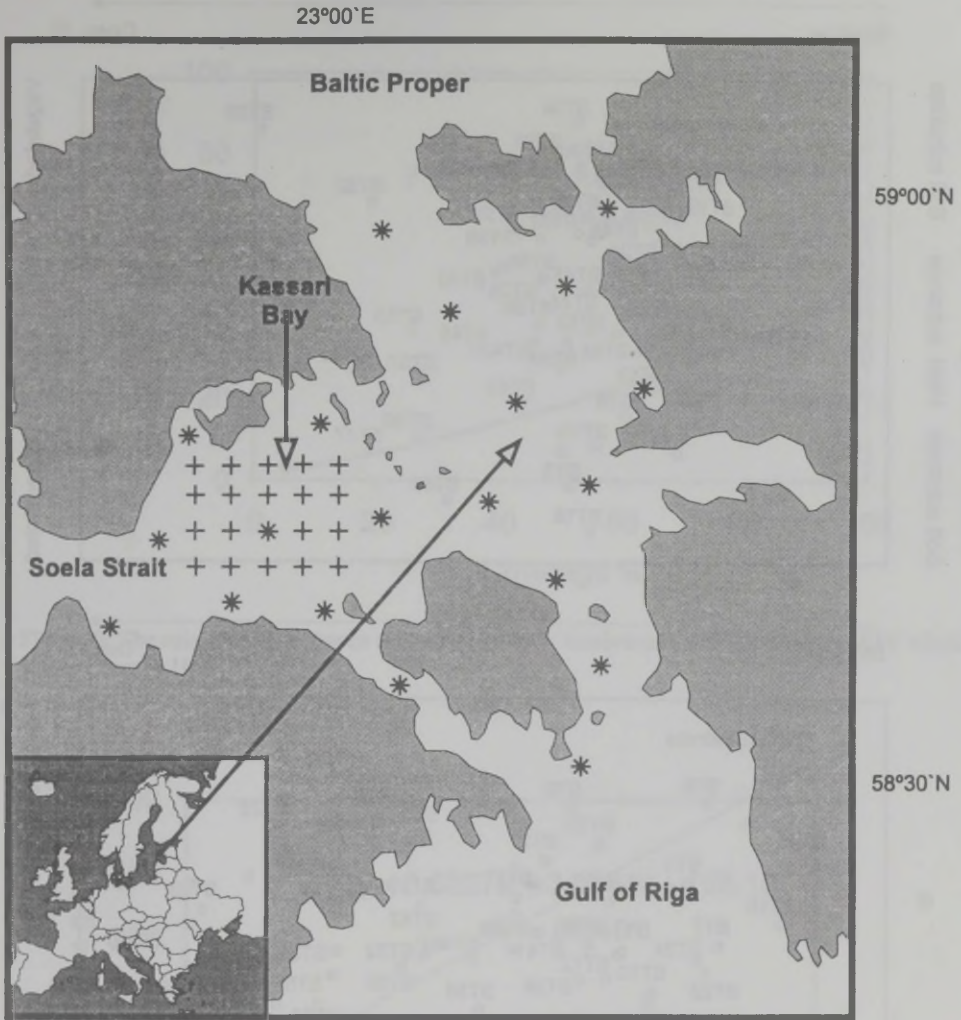 23º00`E
Baltic Proper
59º00`N
Kassari
Bay
Soela Strait
58º30`N
Gulf of Riga